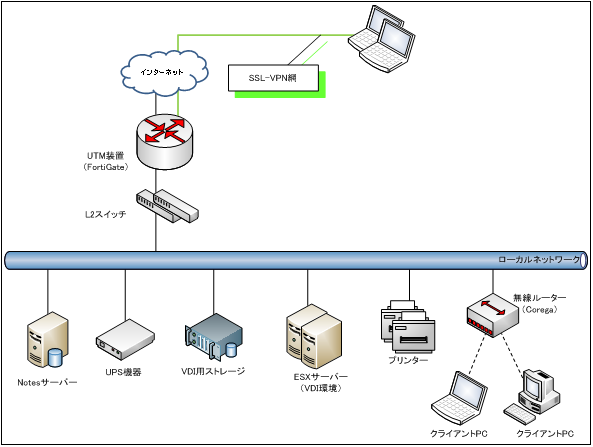 インターネット
SSL-VPN網
UTM装置
(FortiGate)
L2スイッチ
ローカルネットワーク
無線ルーター
(Corega)
Notesサーバー
UPS機器
VDI用ストレージ
ESXサーバー
(VDI環境)
プリンター
クライアントPC
クライアントPC